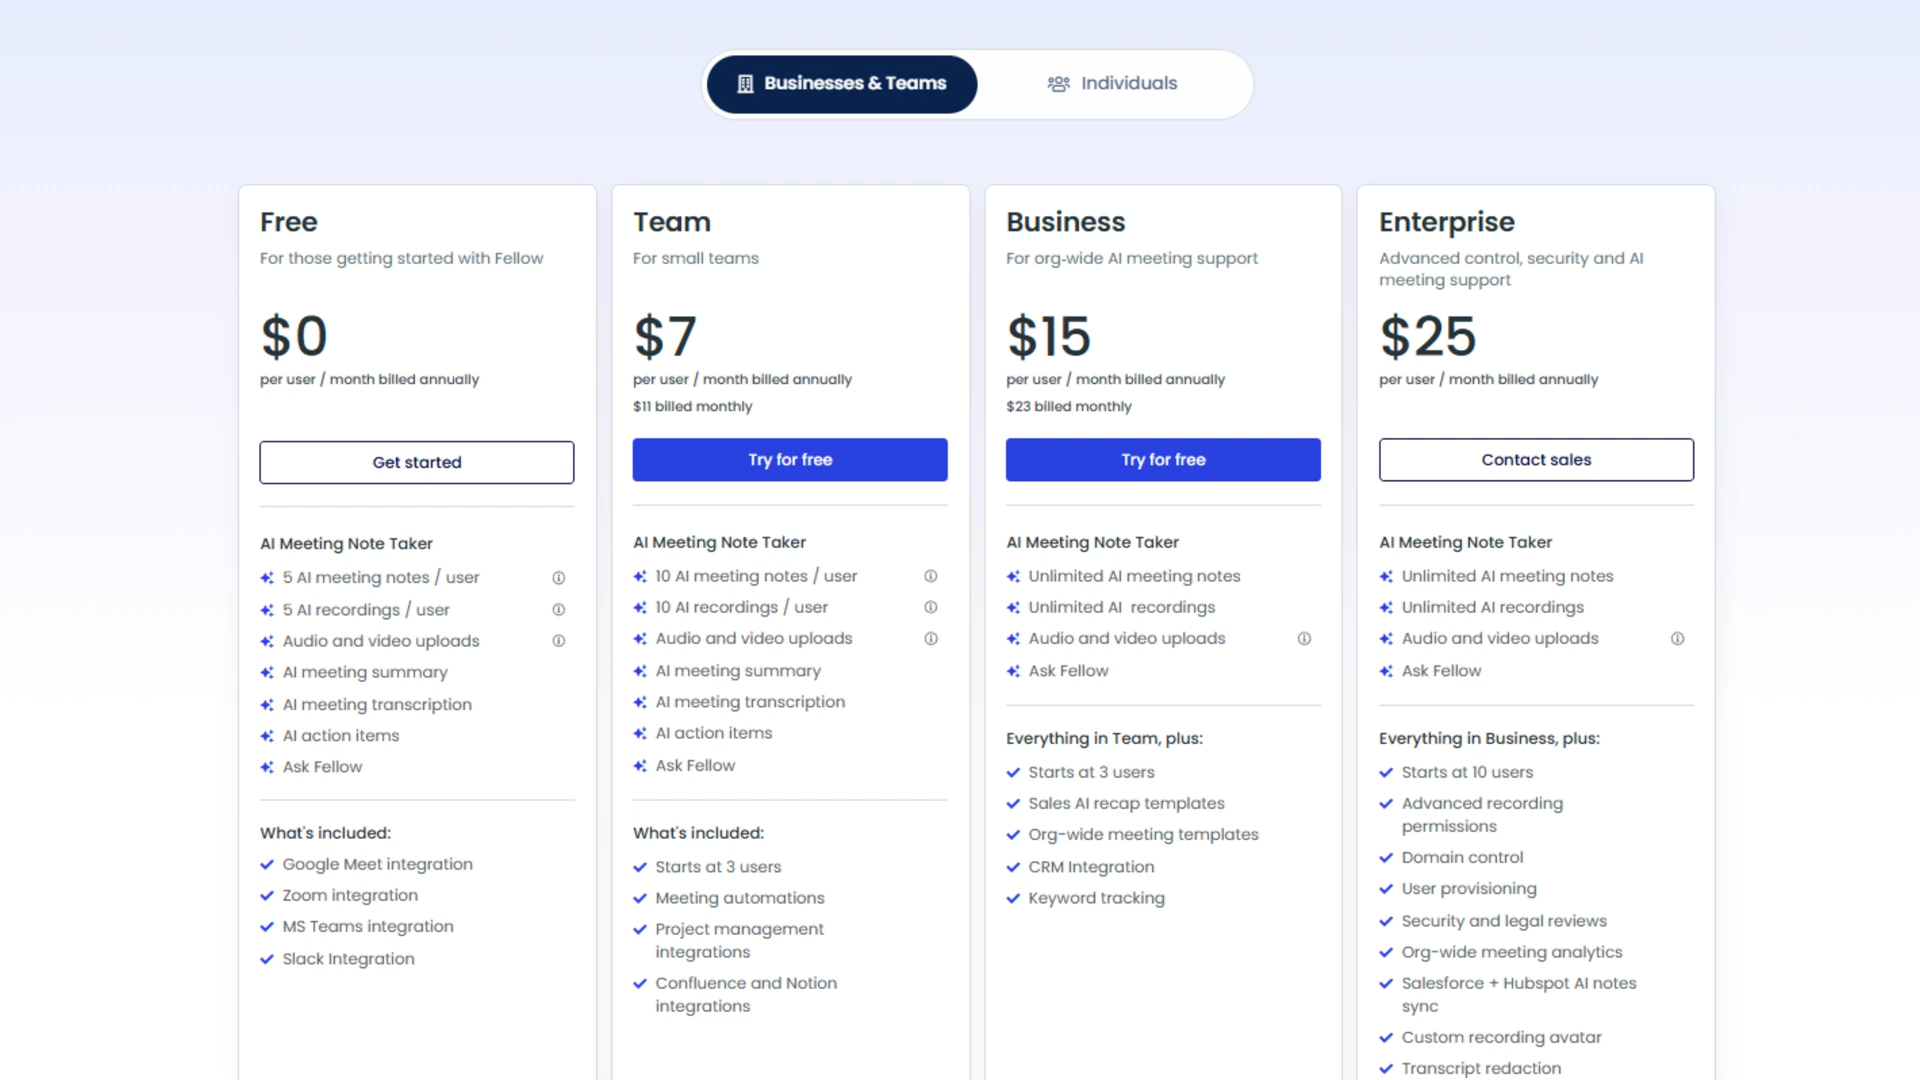 Businesses & Teams
Individuals
Free
For those getting started with Fellow
$0
per user / month billed annually
Get started
AI Meeting Note Taker
5 AI meeting notes / user
5 AI recordings / user
Audio and video uploads
AI meeting summary
AI meeting transcription
AI action items
Ask Fellow
What's included:
Google Meet integration
Zoom integration
MS Teams integration
Slack Integration
Team
For small teams
$7
per user / month billed annually
$11 billed monthly
Try for free
AI Meeting Note Taker
10 AI meeting notes / user
10 AI recordings / user
Audio and video uploads
AI meeting summary
AI meeting transcription
AI action items
Ask Fellow
What's included:
Starts at 3 users
Meeting automations
Project management
integrations
Confluence and Notion
integrations
Business
For org-wide AI meeting support
$15
per user / month billed annually
$23 billed monthly
Try for free
AI Meeting Note Taker
Unlimited AI meeting notes
Unlimited AI recordings
Audio and video uploads
Ask Fellow
Everything in Team, plus:
Starts at 3 users
Sales AI recap templates
Org-wide meeting templates
CRM Integration
Keyword tracking
Enterprise
Advanced control, security and AI
meeting support
$25
per user / month billed annually
Contact sales
AI Meeting Note Taker
Unlimited AI meeting notes
Unlimited AI recordings
Audio and video uploads
Ask Fellow
Everything in Business, plus:
Starts at 10 users
Advanced recording
permissions
Domain control
User provisioning
Security and legal reviews
Org-wide meeting analytics
Salesforce + Hubspot AI notes
sync
Custom recording avatar
Transcript redaction